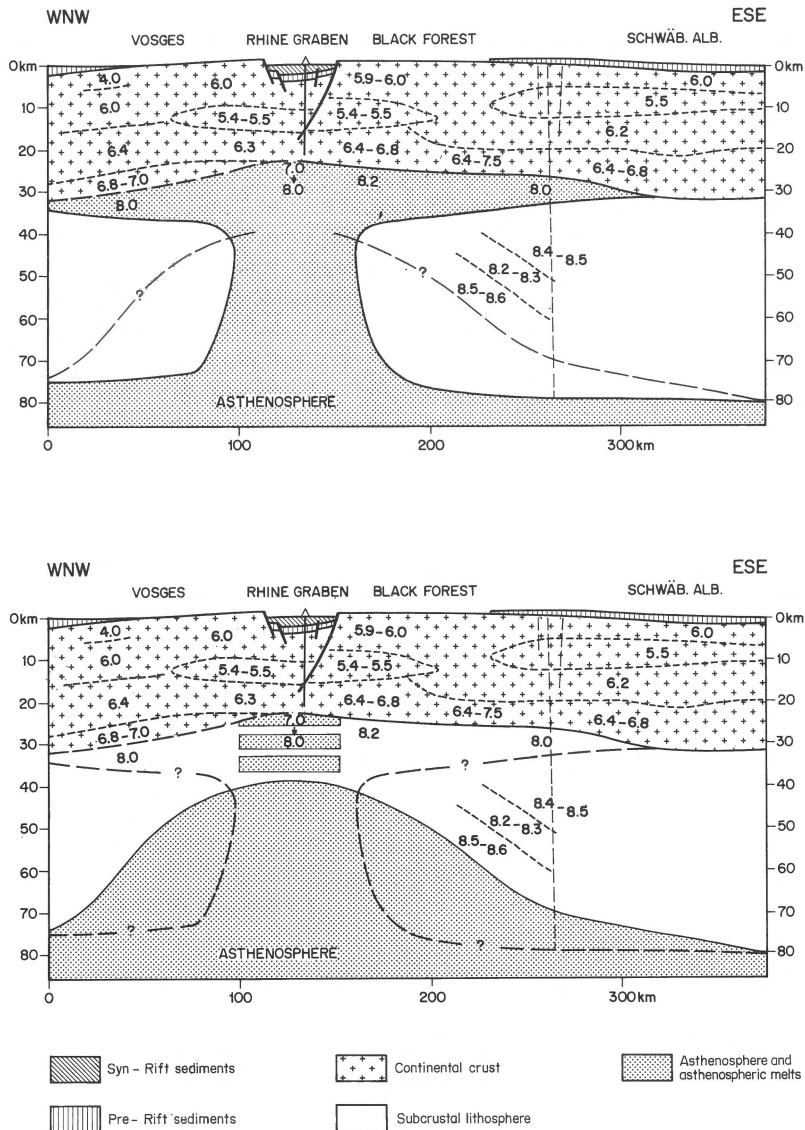 WNW ESE
VOSGES RHINE GRABEN BLACK FOREST SCHWÄB. ALB.
0km 0km
4.0 6.0 5.9-6.0 6.0
10 6.0 5.4-5.5 5.4-5.5 5.5 10
6.2
20 6.4 6.3 6.4-6.8 6.4-7.5 20
6.8-7.0 7.0 8.2 6.4-6.8
30 8.0 8.0 8.0 30
40 40
8.4-8.5
50 ? ? 8.2-8.3 50
8.5-8.6
60 60
70 70
80 ASTHENOSPHERE 80
0 100 200 300km
WNW ESE
VOSGES RHINE GRABEN BLACK FOREST SCHWÄB. ALB.
0km 0km
4.0 6.0 5.9-6.0 6.0
10 6.0 5.4-5.5 5.4-5.5 5.5 10
6.2
20 6.4 6.3 6.4-6.8 6.4-7.5 20
6.8-7.0 7.0 8.2 6.4-6.8
30 8.0 8.0 8.0 30
? ?
40 40
8.4-8.5
50 8.2-8.3 50
8.5-8.6
60 60
70 70
? ?
80 ASTHENOSPHERE 80
0 100 200 300km
Syn - Rift sediments Continental crust Asthenosphere and
asthenospheric melts
Pre - Rift sediments Subcrustal lithosphere